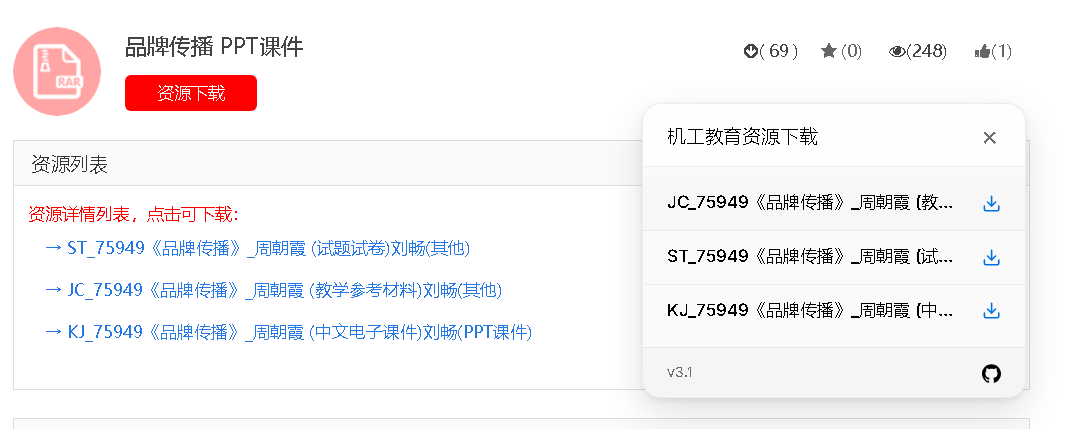 品牌传播 PPT课件
( 69 ) (0) (248) (1)
RAR
资源下载
资源列表
资源详情列表，点击可下载：
→ ST_75949《品牌传播》_周朝霞 (试题试卷)刘畅(其他)
→ JC_75949《品牌传播》_周朝霞 (教学参考材料)刘畅(其他)
→ KJ_75949《品牌传播》_周朝霞 (中文电子课件)刘畅(PPT课件)
机工教育资源下载
×
JC_75949《品牌传播》_周朝霞 (教...
ST_75949《品牌传播》_周朝霞 (试...
KJ_75949《品牌传播》_周朝霞 (中...
v3.1